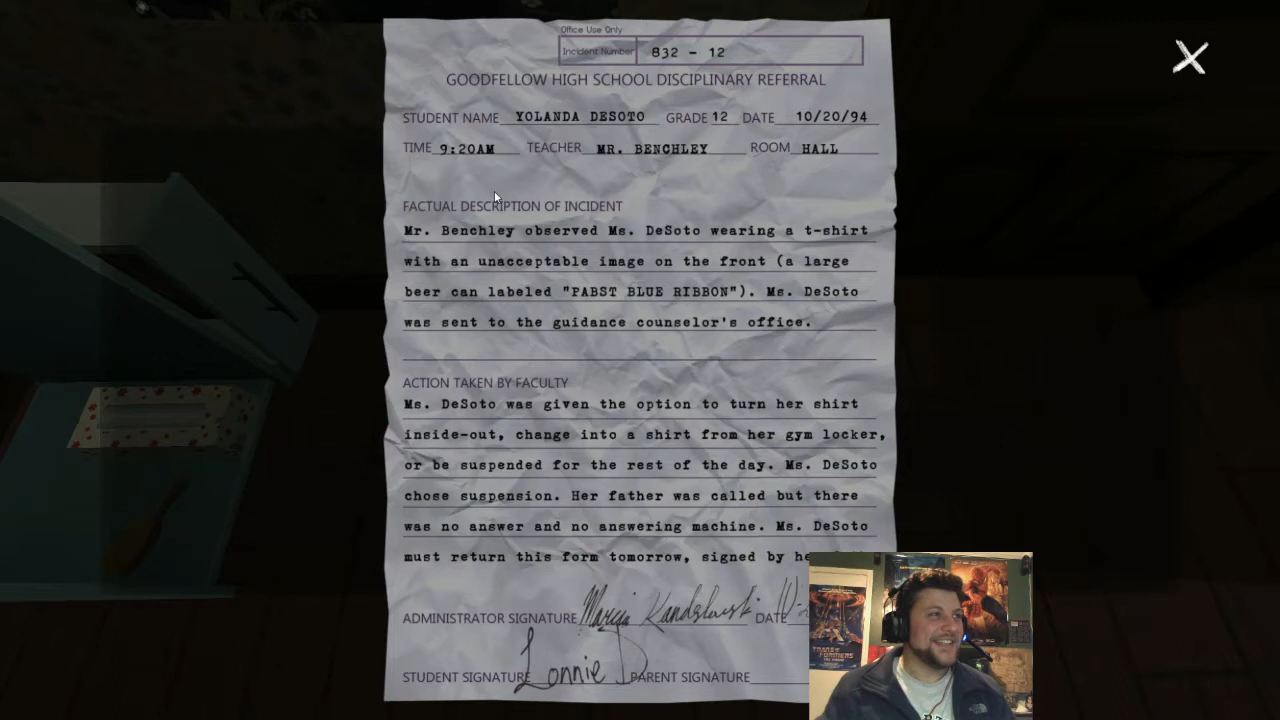 Office Use Only
Incident Number 832 - 12
GOODFELLOW HIGH SCHOOL DISCIPLINARY REFERRAL
STUDENT NAME YOLANDA DESOTO GRADE 12 DATE 10/20/94
TIME 9:20AM TEACHER MR. BENCHLEY ROOM HALL
FACTUAL DESCRIPTION OF INCIDENT
Mr. Benchley observed Ms. DeSoto wearing a t-shirt
with an unacceptable image on the front (a large
beer can labeled "PABST BLUE RIBBON"). Ms. DeSoto
was sent to the guidance counselor's office.
ACTION TAKEN BY FACULTY
Ms. DeSoto was given the option to turn her shirt
inside-out, change into a shirt from her gym locker,
or be suspended for the rest of the day. Ms. DeSoto
chose suspension. Her father was called but there
was no answer and no answering machine. Ms. DeSoto
must return this form tomorrow, signed by he
ADMINISTRATOR SIGNATURE Marcia DATE
STUDENT SIGNATURE Lonnie D PARENT SIGNATURE
TRANSFORMERS